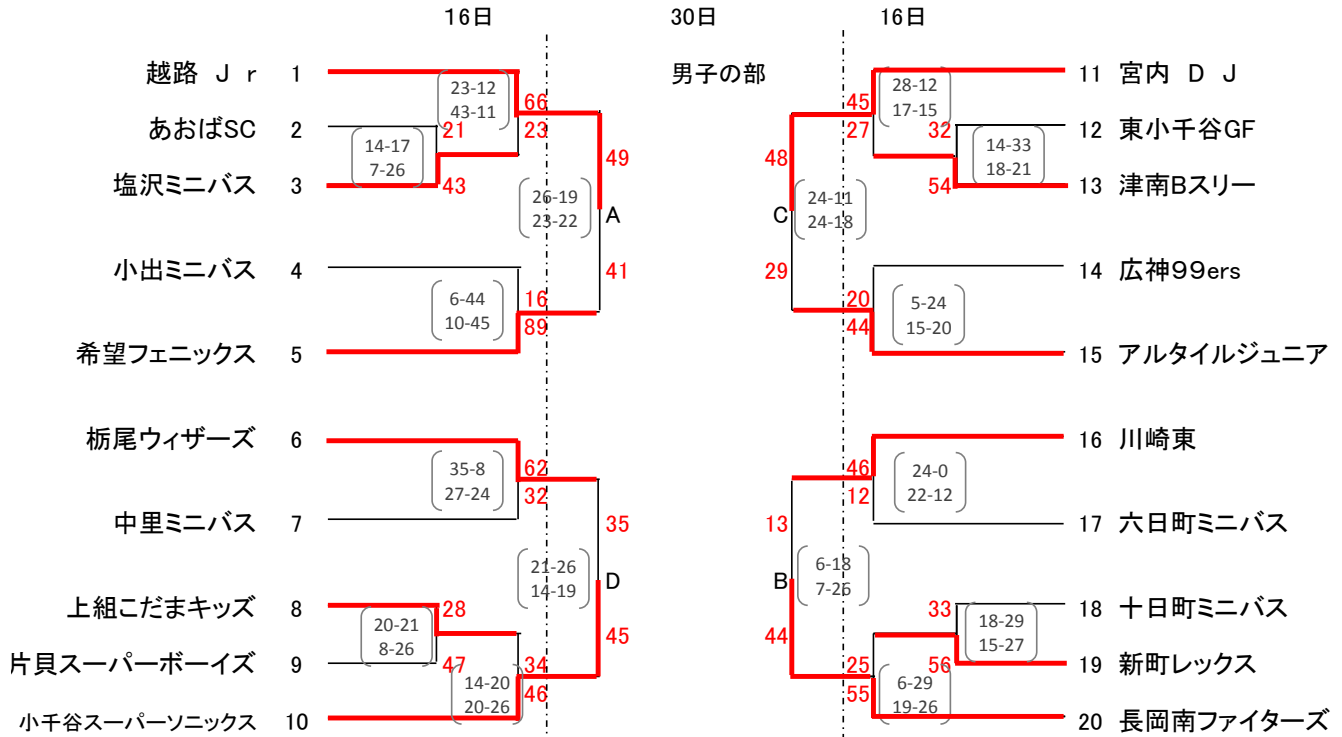 16日 30日 16日
男子の部
越路 Ｊｒ 1
あおばSC 2
塩沢ミニバス 3
小出ミニバス 4
希望フェニックス 5
栃尾ウィザーズ 6
中里ミニバス 7
上組こだまキッズ 8
片貝スーパーボーイズ 9
小千谷スーパーソニックス 10
23-12
43-11
66
23
21
43
14-17
7-26
49
26-19
23-22
A
41
6-44
10-45
16
89
35-8
27-24
62
32
35
21-26
14-19
D
45
28
20-21
8-26
47
14-20
20-26
34
46
11 宮内 ＤＪ
12 東小千谷GF
13 津南Bスリー
14 広神99ers
15 アルタイルジュニア
16 川崎東
17 六日町ミニバス
18 十日町ミニバス
19 新町レックス
20 長岡南ファイターズ
45
27
28-12
17-15
32
54
14-33
18-21
48
C
24-11
24-18
29
20
44
5-24
15-20
46
12
24-0
22-12
13
B
6-18
7-26
44
33
56
18-29
15-27
25
55
6-29
19-26